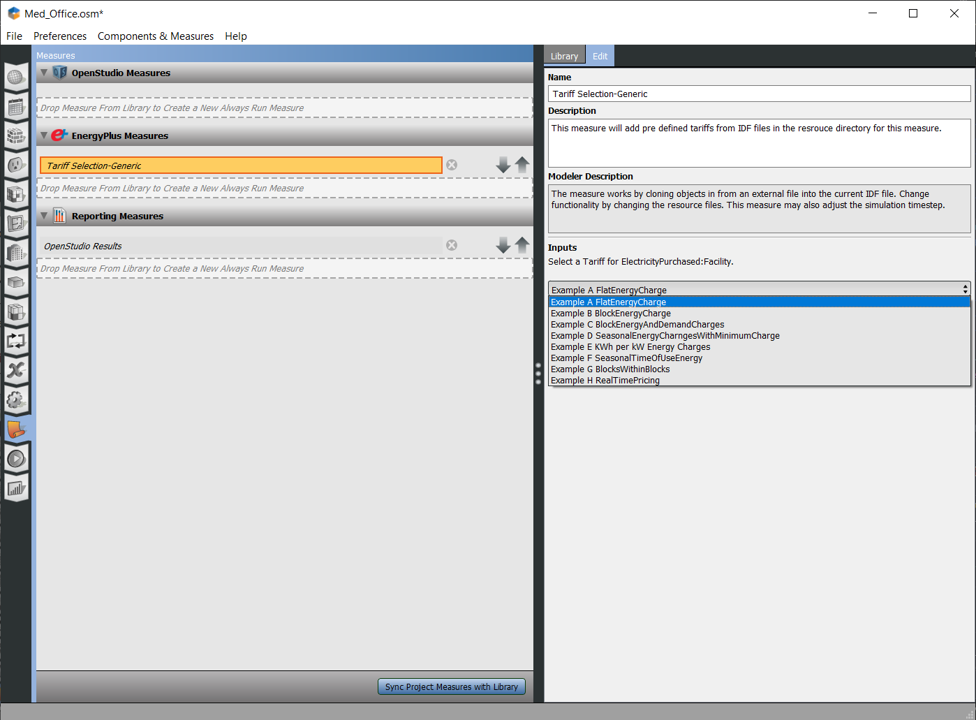 Med_Office.osm*
File Preferences Components & Measures Help
Measures
OpenStudio Measures
Drop Measure From Library to Create a New Always Run Measure
EnergyPlus Measures
Tariff Selection-Generic
Drop Measure From Library to Create a New Always Run Measure
Reporting Measures
OpenStudio Results
Drop Measure From Library to Create a New Always Run Measure
Sync Project Measures with Library
Library Edit
Name
Tariff Selection-Generic
Description
This measure will add pre defined tariffs from IDF files in the resrouce directory for this measure.
Modeler Description
The measure works by cloning objects in from an external file into the current IDF file. Change
functionality by changing the resource files. This measure may also adjust the simulation timestep.
Inputs
Select a Tariff for ElectricityPurchased:Facility.
Example A FlatEnergyCharge
Example A FlatEnergyCharge
Example B BlockEnergyCharge
Example C BlockEnergyAndDemandCharges
Example D SeasonalEnergyCharngesWithMinimumCharge
Example E KWh per kW Energy Charges
Example F SeasonalTimeOfUseEnergy
Example G BlocksWithinBlocks
Example H RealTimePricing